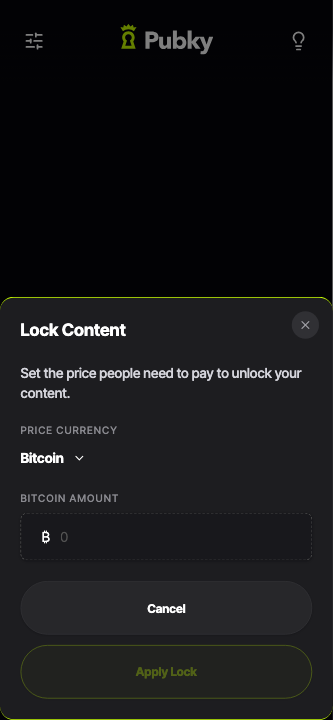 Pubky
Lock Content
Set the price people need to pay to unlock your
content.
PRICE CURRENCY
Bitcoin
BITCOIN AMOUNT
₿ 0
Cancel
Apply Lock